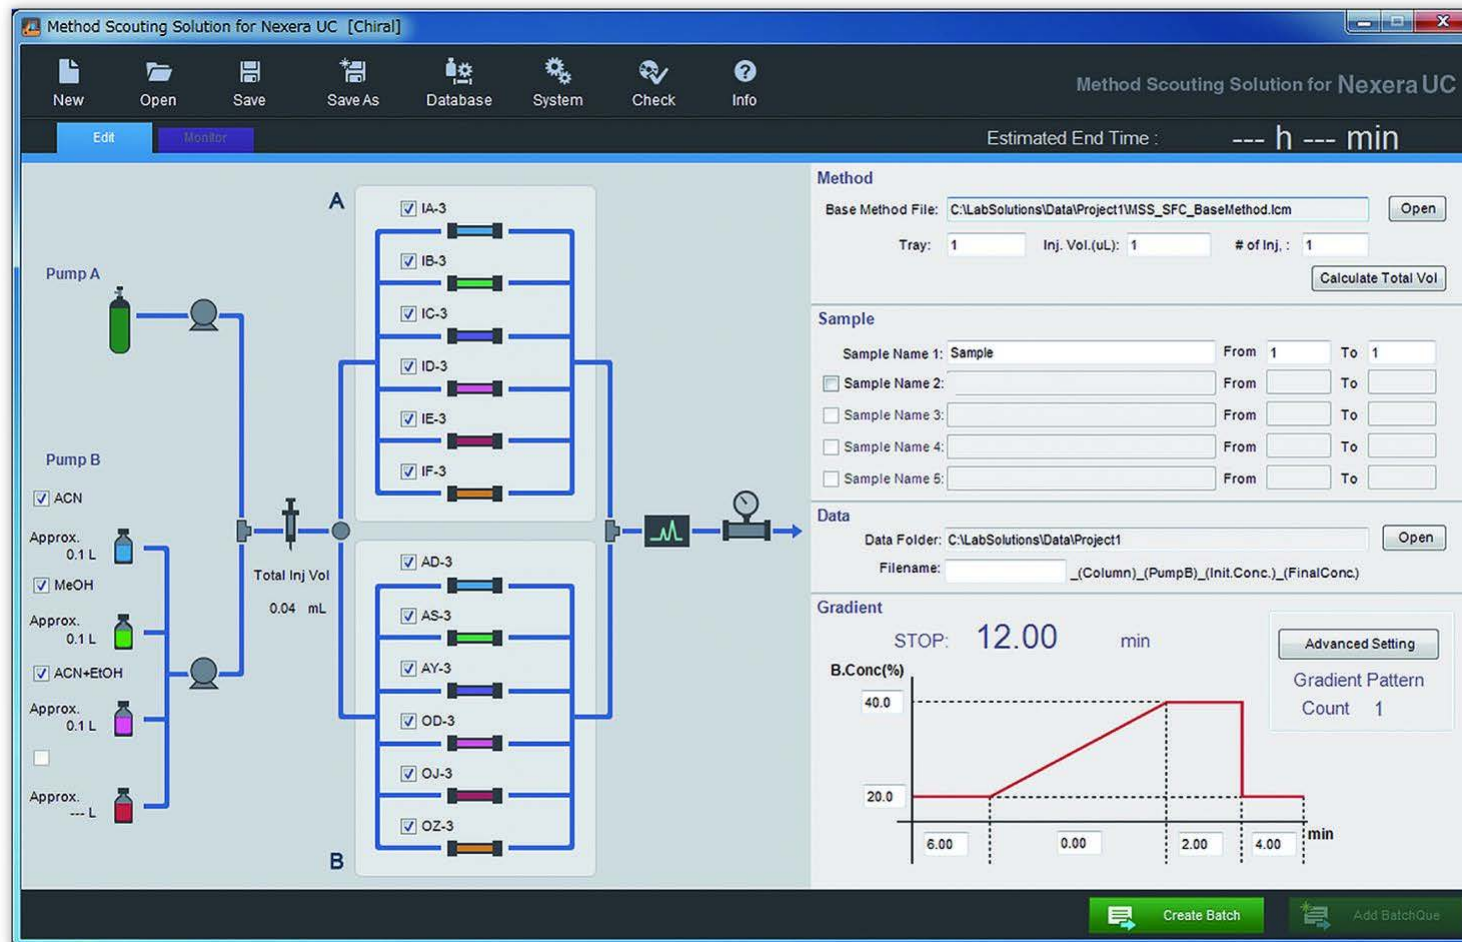 Method Scouting Solution for Nexera UC [Chiral]
New Open Save Save As Database System Check Info
Method Scouting Solution for Nexera UC
Edit Monitor
Estimated End Time : --- h --- min
Pump A
Pump B
ACN
Approx.
0.1 L
MeOH
Approx.
0.1 L
ACN+EtOH
Approx.
0.1 L
Approx.
--- L
Total Inj Vol
0.04 mL
A
IA-3
IB-3
IC-3
ID-3
IE-3
IF-3
AD-3
AS-3
AY-3
OD-3
OJ-3
OZ-3
B
Method
Base Method File: C:\LabSolutions\Data\Project1\MSS_SFC_BaseMethod.lcm Open
Tray: 1 Inj. Vol.(uL): 1 # of Inj, : 1
Calculate Total Vol
Sample
Sample Name 1: Sample From 1 To 1
Sample Name 2: From To
Sample Name 3: From To
Sample Name 4: From To
Sample Name 5: From To
Data
Data Folder: C:\LabSolutions\Data\Project1 Open
Filename: _(Column)_(PumpB)_(Init.Conc.)_(FinalConc.)
Gradient
STOP: 12.00 min
Advanced Setting
Gradient Pattern
Count 1
B.Conc(%)
40.0
20.0
6.00 0.00 2.00 4.00 min
Create Batch Add BatchQue